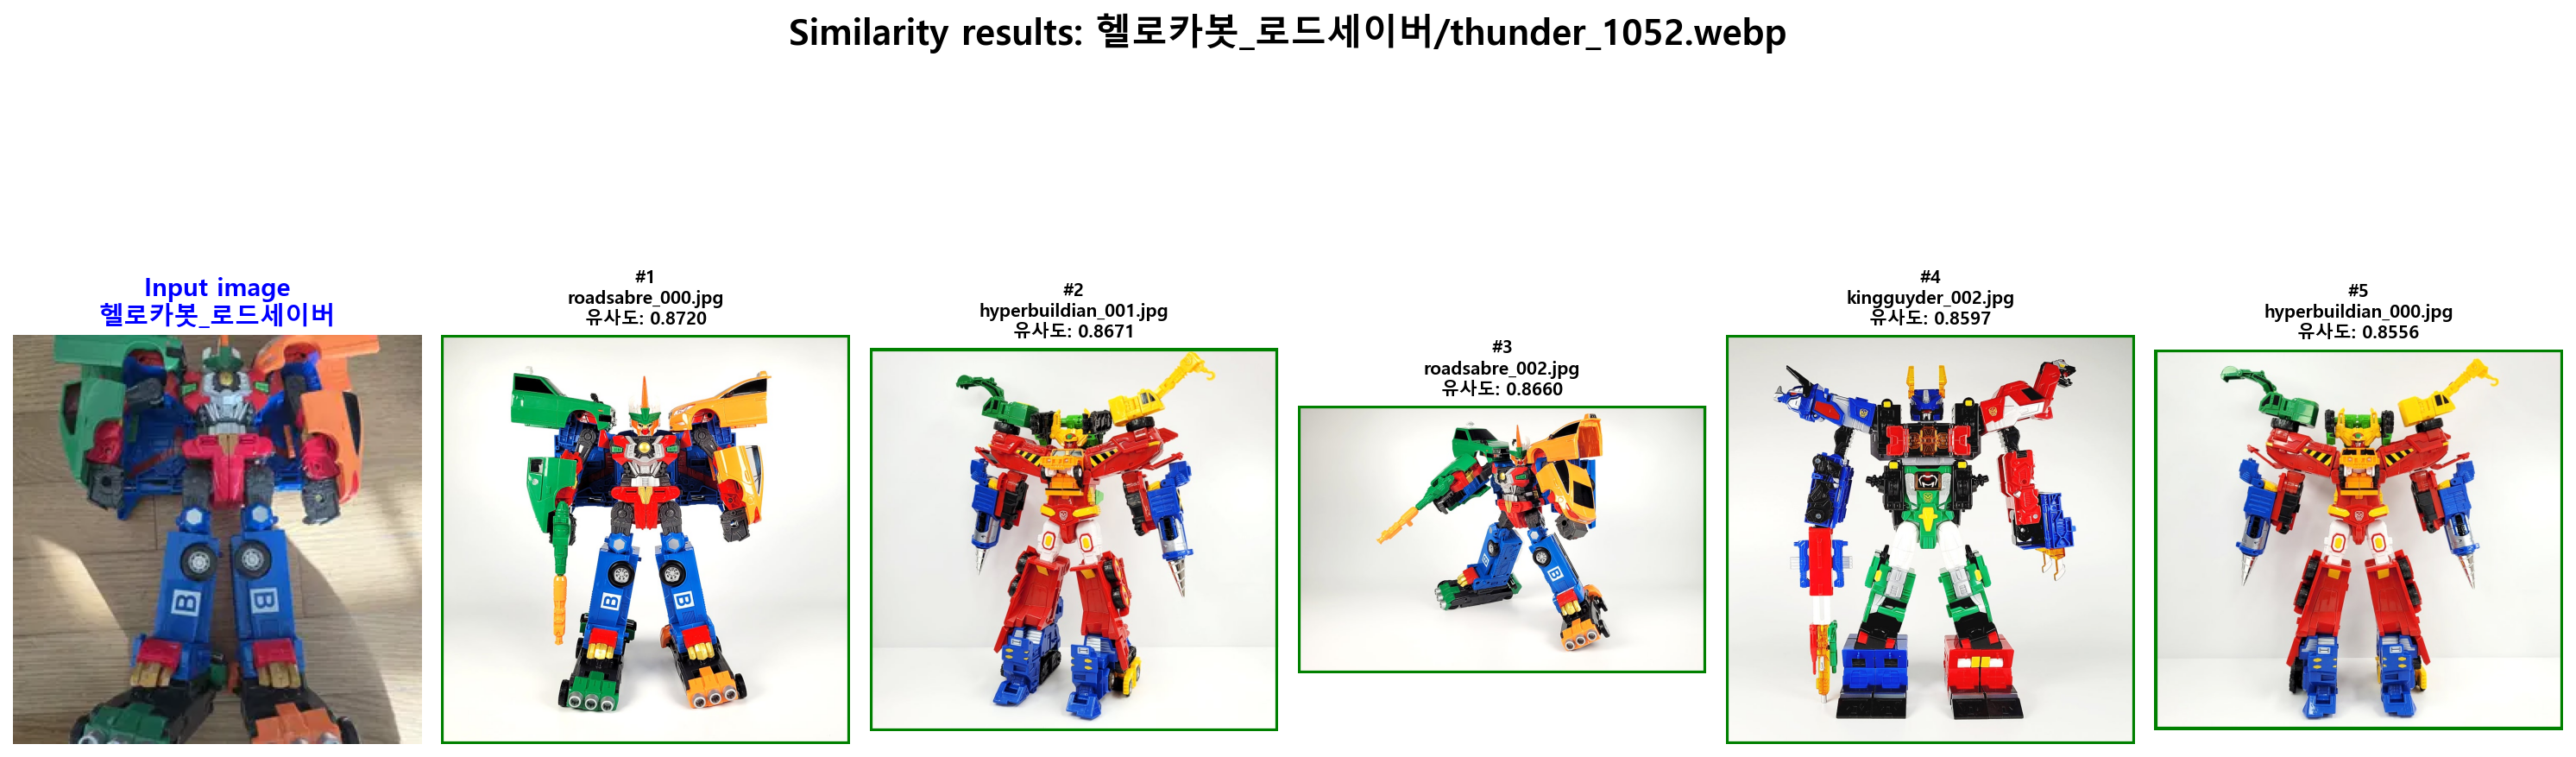 Similarity results: 헬로카봇_로드세이버/thunder_1052.webp
Input image
헬로카봇_로드세이버
#1
roadsabre_000.jpg
유사도: 0.8720
#2
hyperbuildian_001.jpg
유사도: 0.8671
#3
roadsabre_002.jpg
유사도: 0.8660
#4
kingguyder_002.jpg
유사도: 0.8597
#5
hyperbuildian_000.jpg
유사도: 0.8556
B
B
B
B
B